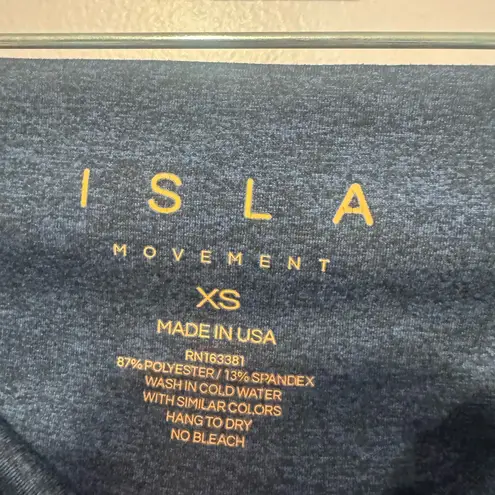 ISLA
MOVEMENT
XS
MADE IN USA
RN163381
87% POLYESTER / 13% SPANDEX
WASH IN COLD WATER
WITH SIMILAR COLORS
HANG TO DRY
NO BLEACH